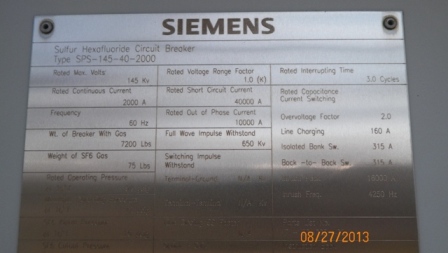 SIEMENS
Sulfur Hexafluoride Circuit Breaker
Type SPS-145-40-2000
Rated Max. Volts:
145 Kv
Rated Continuous Current
2000 A
Frequency
60 Hz
Wt. of Breaker With Gas
7200 Lbs
Weight of SF6 Gas
75 Lbs
Rated Operating Pressure
Rated Voltage Range Factor
1.0 (K)
Rated Short Circuit Current
40000 A
Rated Out of Phase Current
10000 A
Full Wave Impulse Withstand
650 Kv
Switching Impulse
Withstand
Rated Interrupting Time
3.0 Cycles
Rated Capacitance
Current Switching
Overvoltage Factor 2.0
Line Charging 160 A
Isolated Bank Sw. 315 A
Back -to- Back Sw. 315 A
08/27/2013